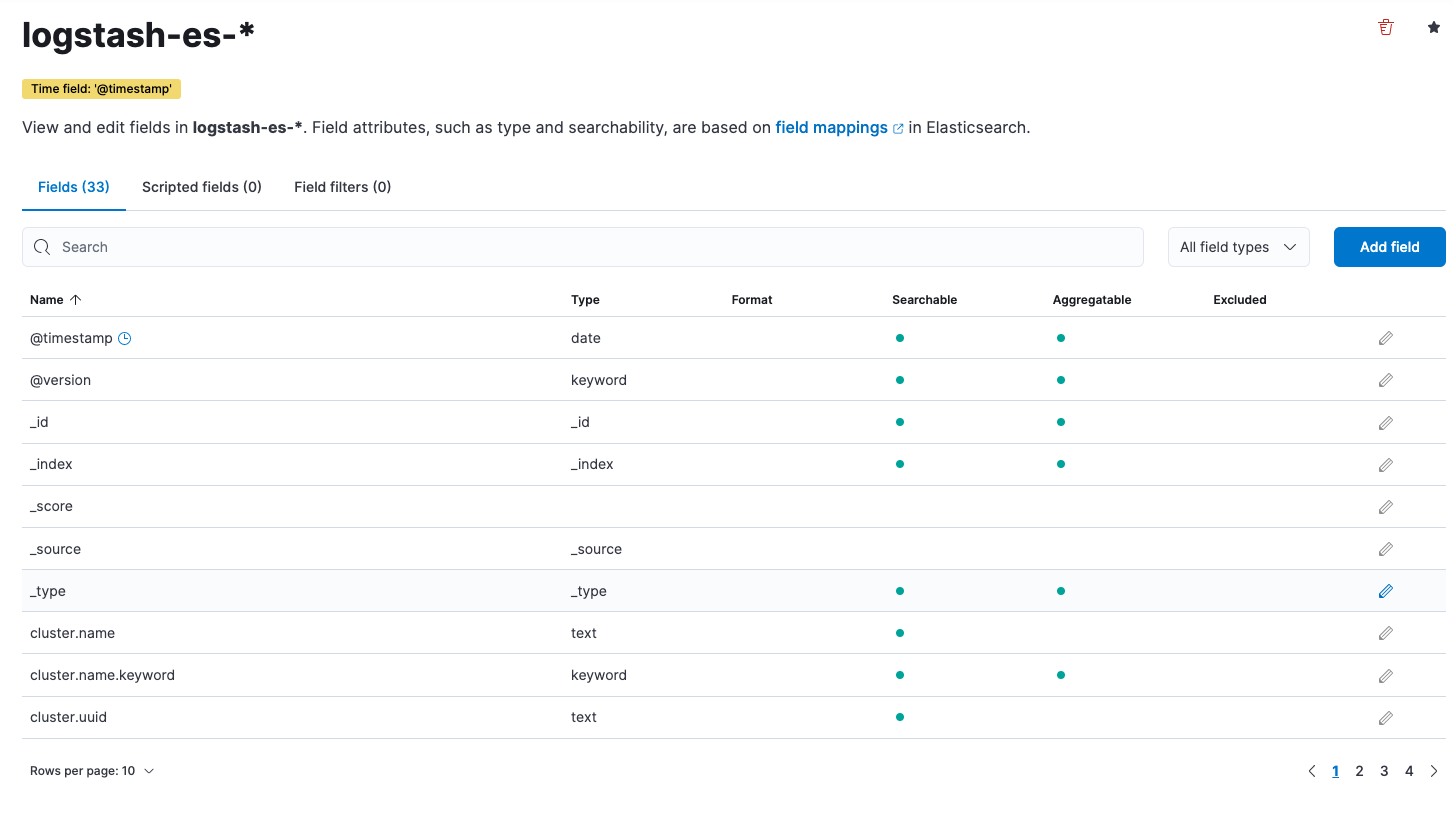 logstash-es-*
Time field: '@timestamp'
View and edit fields in logstash-es-*. Field attributes, such as type and searchability, are based on field mappings in Elasticsearch.
Fields (33) Scripted fields (0) Field filters (0)
Search All field types Add field
Name Type Format Searchable Aggregatable Excluded
@timestamp date
@version keyword
_id _id
_index _index
_score
_source _source
_type _type
cluster.name text
cluster.name.keyword keyword
cluster.uuid text
Rows per page: 10 1 2 3 4